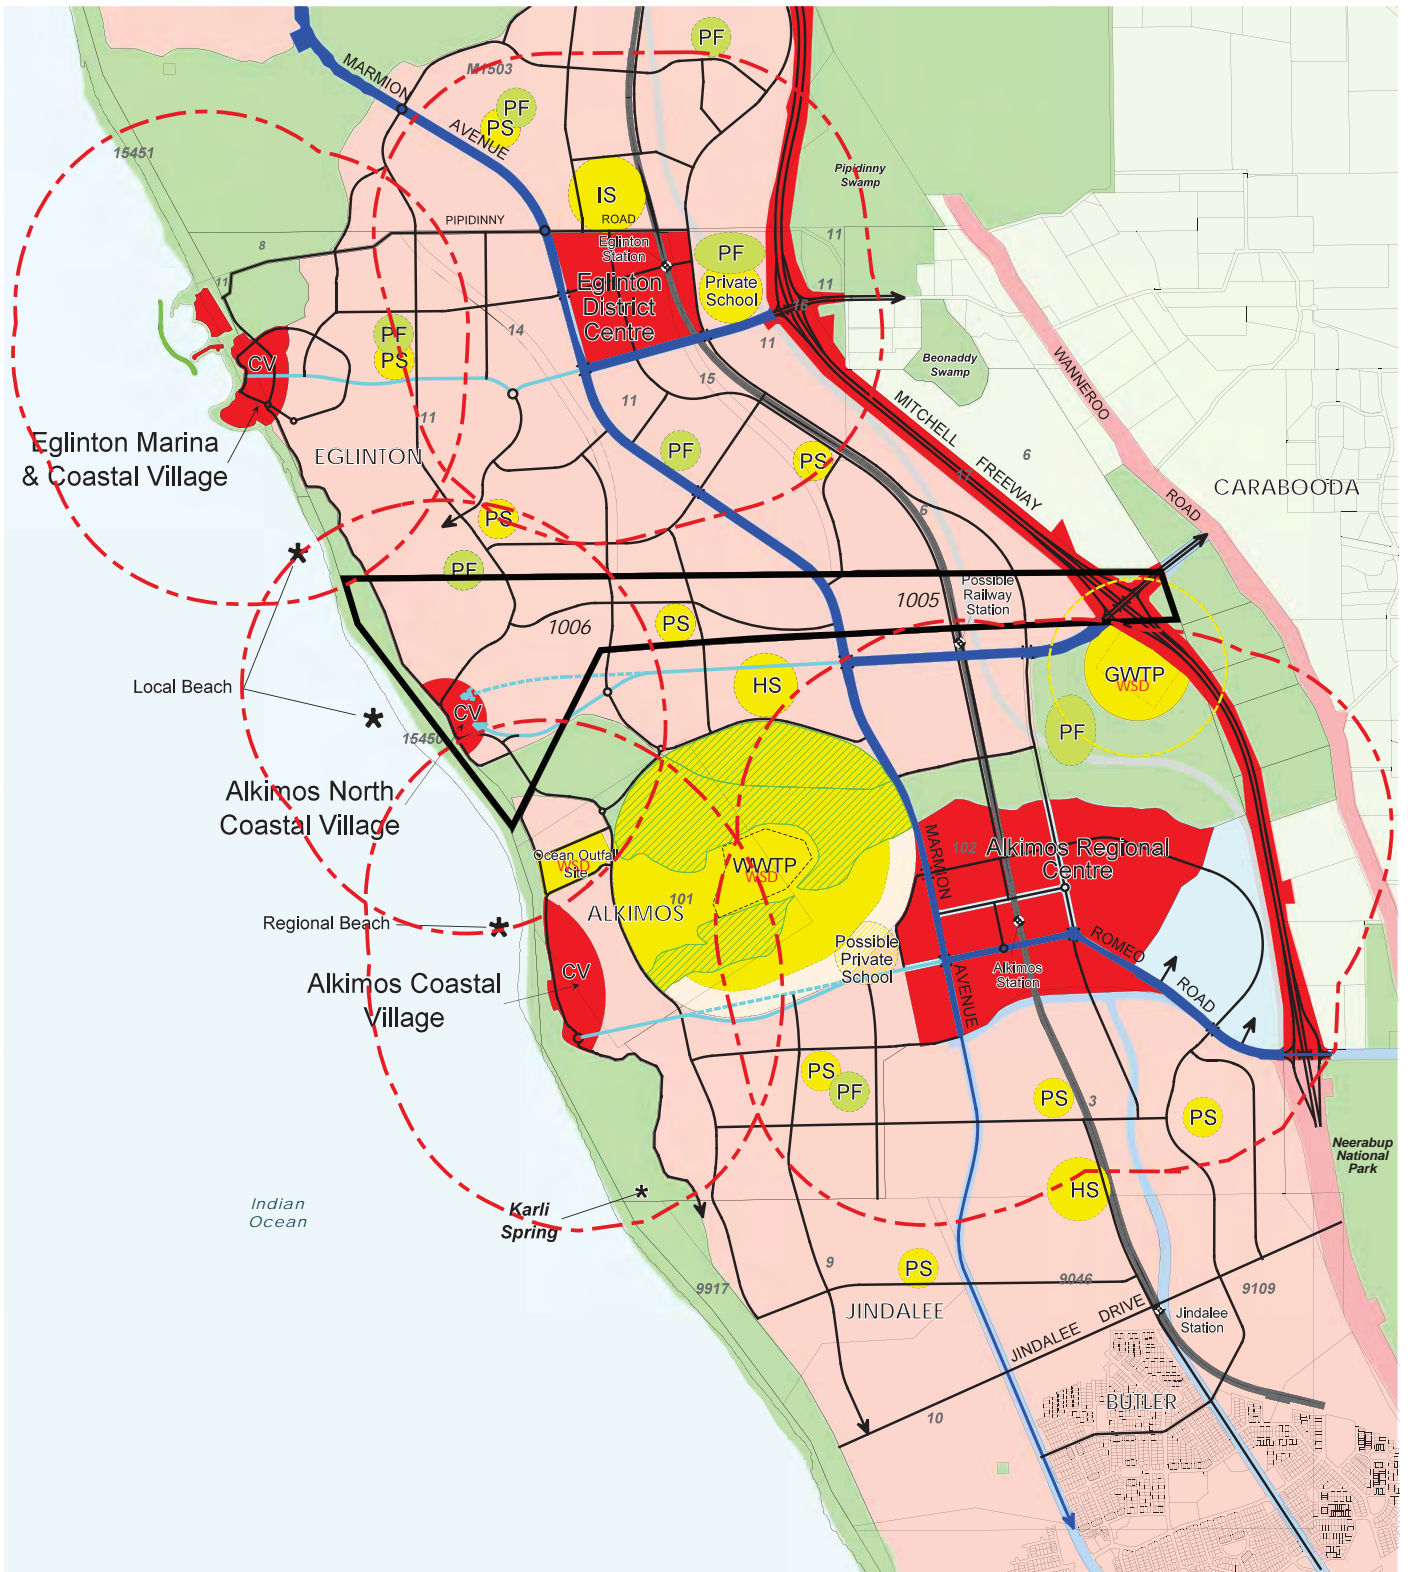 PF
M1503
MARMION
AVENUE
PF
PS
15451
Pipidinny
Swamp
IS
PIPIDINNY
ROAD
8
Eglinton
Station
11
PF
11
11
Private
School
Eglinton
District
Centre
16
14
PF
PS
11
CV
15
Beonaddy
Swamp
WANNEROO
ROAD
11
11
MITCHELL
FREEWAY
Eglinton Marina
& Coastal Village
EGLINTON
PF
PS
6
11
CARABOODA
PS
6
PF
Possible
Railway
Station
1005
1006
PS
Local Beach
HS
GWTP
WSD
CV
PF
15450
Alkimos North
Coastal Village
MARMION
AVENUE
102
Alkimos Regional
Centre
Ocean Outfall
Site
WSD
WWTP
WSD
101
ALKIMOS
Regional Beach
Possible
Private
School
ROMEO
ROAD
CV
Alkimos
Station
Alkimos Coastal
Village
PS
PF
PS
3
PS
Neerabup
National
Park
Indian
Ocean
Karli
Spring
HS
9
PS
9917
9046
9109
JINDALEE
JINDALEE DRIVE
Jindalee
Station
BUTLER
10